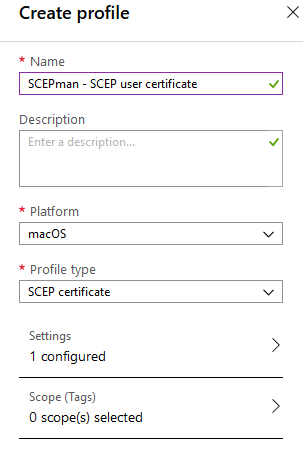 Create profile
* Name
SCEPman - SCEP user certificate
Description
Enter a description...
* Platform
macOS
* Profile type
SCEP certificate
Settings
1 configured
Scope (Tags)
0 scope(s) selected